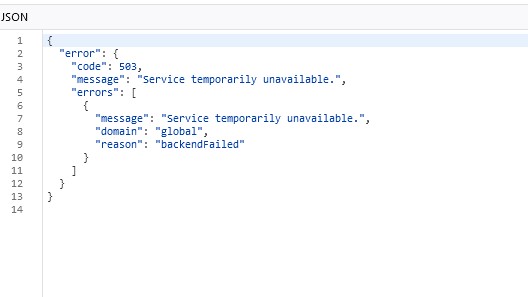 JSON
1 {
2   "error": {
3     "code": 503,
4     "message": "Service temporarily unavailable.",
5     "errors": [
6       {
7         "message": "Service temporarily unavailable.",
8         "domain": "global",
9         "reason": "backendFailed"
10       }
11     ]
12   }
13 }
14